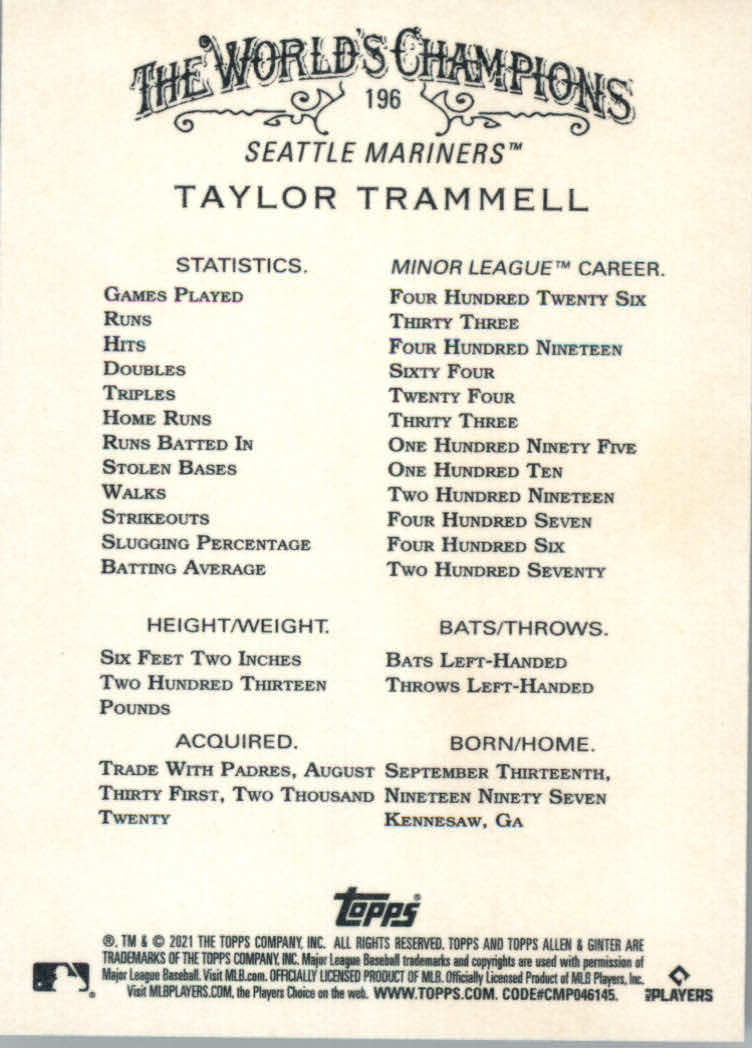 THE WORLD'S CHAMPIONS
196
SEATTLE MARINERS™
TAYLOR TRAMMELL
STATISTICS. MINOR LEAGUE™ CAREER.
GAMES PLAYED FOUR HUNDRED TWENTY SIX
RUNS THIRTY THREE
HITS FOUR HUNDRED NINETEEN
DOUBLES SIXTY FOUR
TRIPLES TWENTY FOUR
HOME RUNS THRITY THREE
RUNS BATTED IN ONE HUNDRED NINETY FIVE
STOLEN BASES ONE HUNDRED TEN
WALKS TWO HUNDRED NINETEEN
STRIKEOUTS FOUR HUNDRED SEVEN
SLUGGING PERCENTAGE FOUR HUNDRED SIX
BATTING AVERAGE TWO HUNDRED SEVENTY
HEIGHT/WEIGHT.
SIX FEET TWO INCHES
TWO HUNDRED THIRTEEN
POUNDS
BATS/THROWS.
BATS LEFT-HANDED
THROWS LEFT-HANDED
ACQUIRED.
TRADE WITH PADRES, AUGUST
THIRTY FIRST, TWO THOUSAND
TWENTY
BORN/HOME.
SEPTEMBER THIRTEENTH,
NINETEEN NINETY SEVEN
KENNESAW, GA
Topps®
®, TM & © 2021 THE TOPPS COMPANY, INC. ALL RIGHTS RESERVED. TOPPS AND TOPPS ALLEN & GINTER ARE
TRADEMARKS OF THE TOPPS COMPANY, INC. Major League Baseball trademarks and copyrights are used with permission of
Major League Baseball. Visit MLB.com. OFFICIALLY LICENSED PRODUCT OF MLB. Officially Licensed Product of MLB Players, Inc.
Visit MLBPLAYERS.COM, the Players Choice on the web. WWW.TOPPS.COM. CODE#CMP046145.
MLBPLAYERS